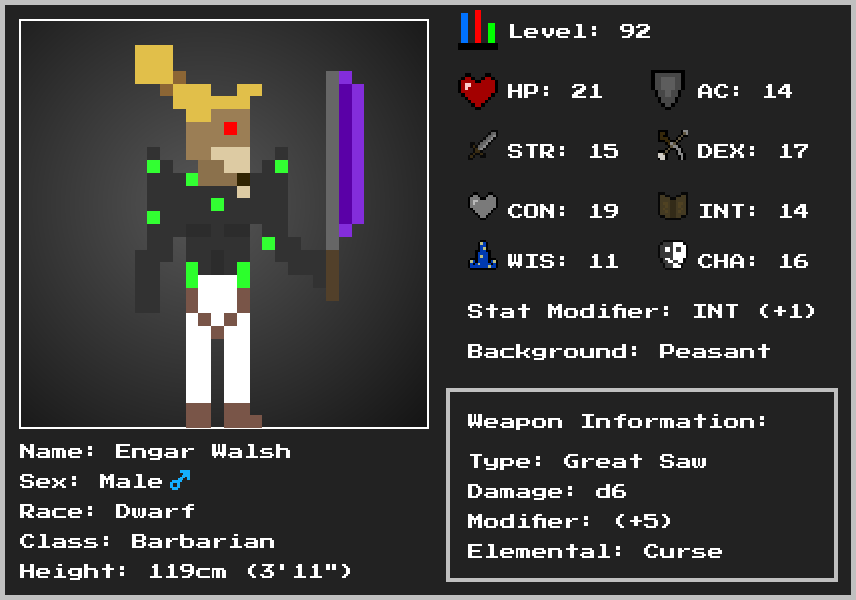 Level: 92
HP: 21
AC: 14
STR: 15
DEX: 17
CON: 19
INT: 14
WIS: 11
CHA: 16
Stat Modifier: INT (+1)
Background: Peasant
Weapon Information:
Type: Great Saw
Damage: d6
Modifier: (+5)
Elemental: Curse
Name: Engar Walsh
Sex: Male♂
Race: Dwarf
Class: Barbarian
Height: 119cm (3'11")